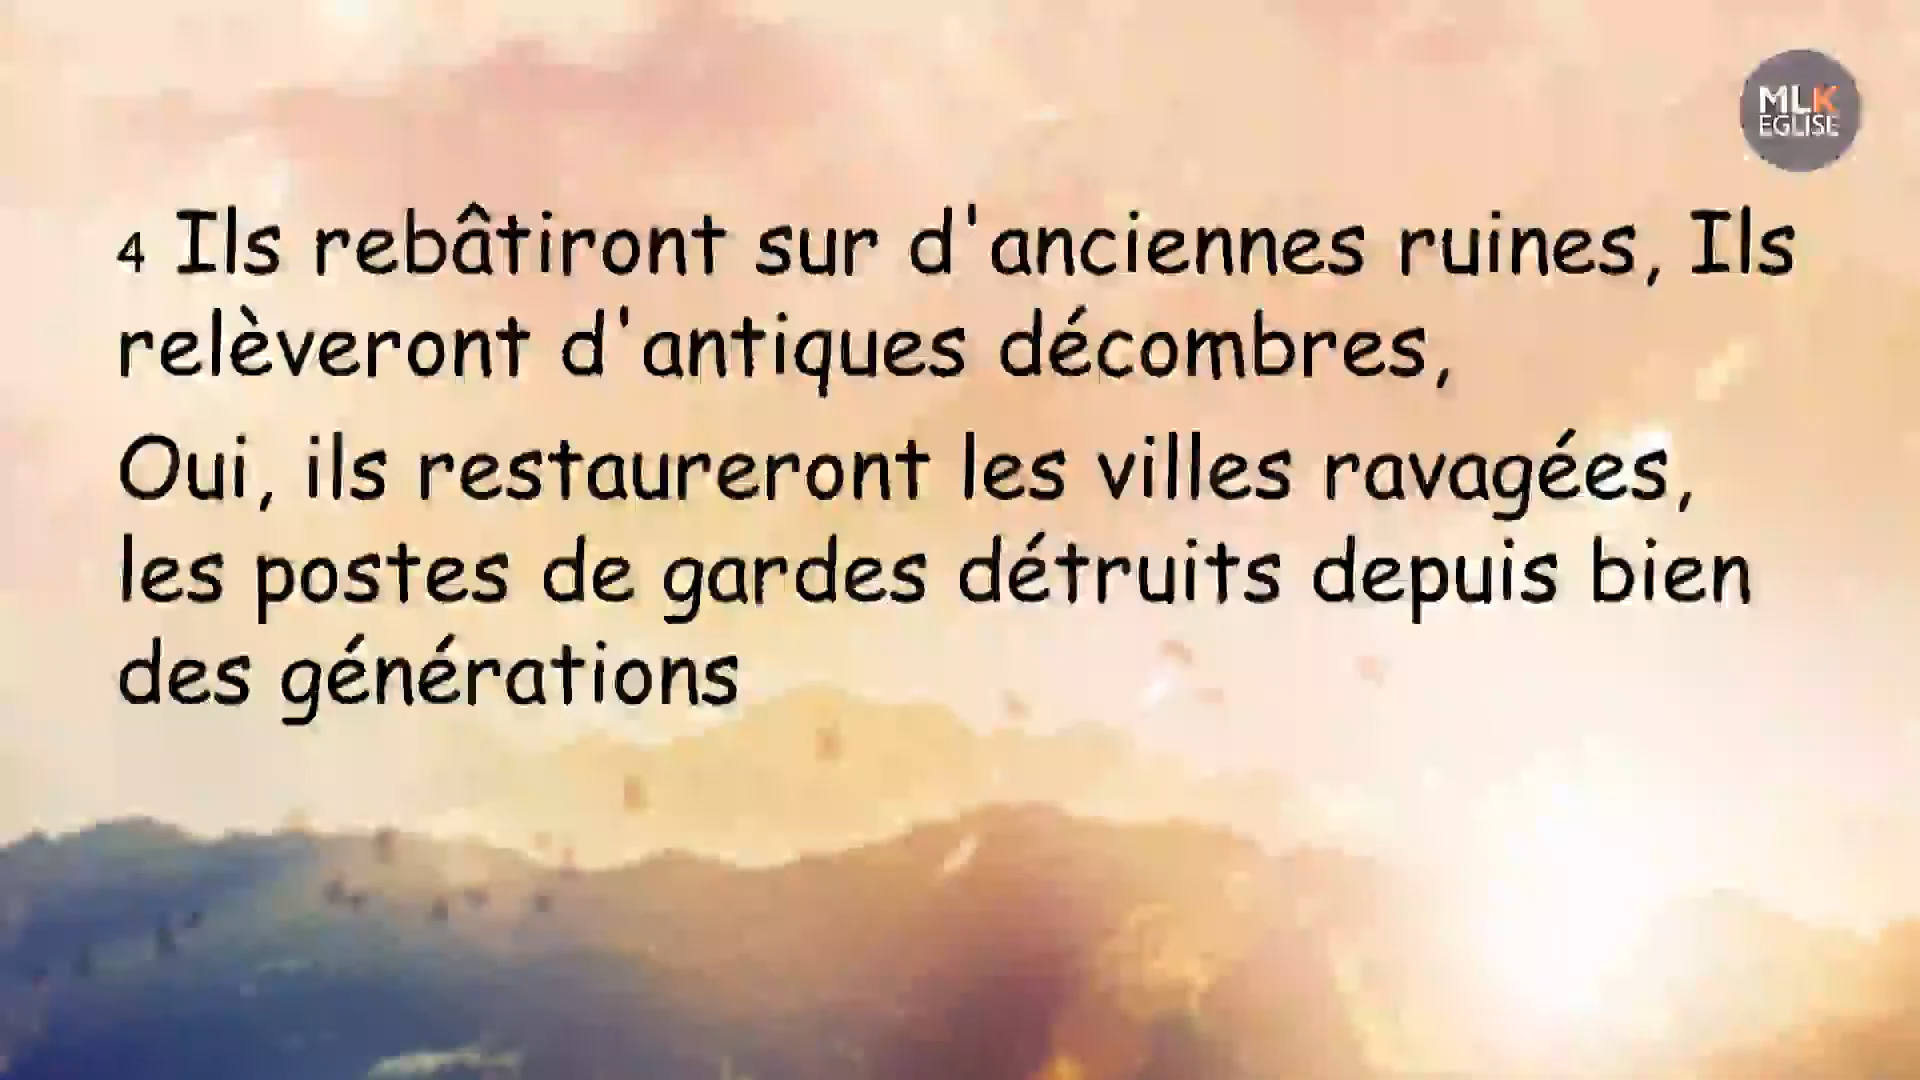 MLK
EGLISE
4 Ils rebâtiront sur d'anciennes ruines, Ils
relèveront d'antiques décombres,
Oui, ils restaureront les villes ravagées,
les postes de gardes détruits depuis bien
des générations